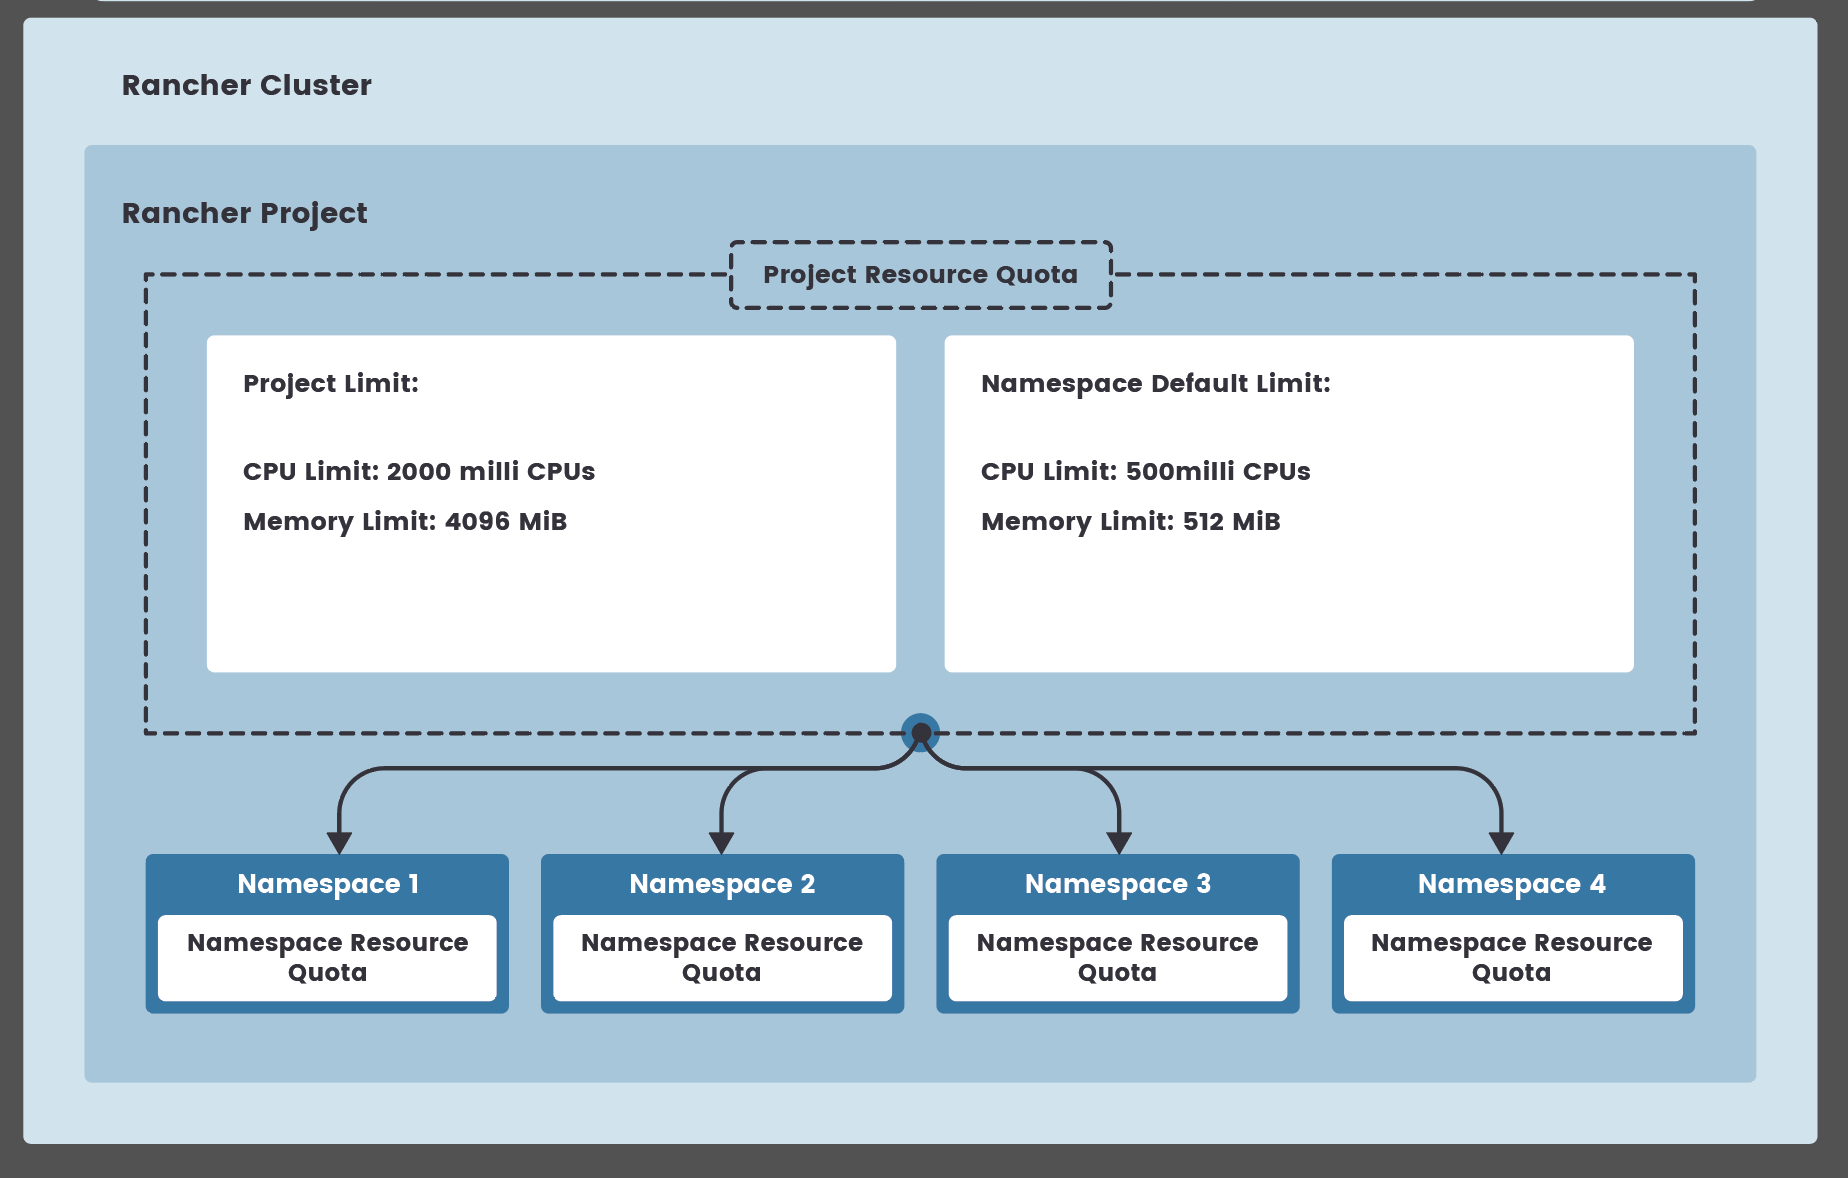 Rancher Cluster
Rancher Project
Project Resource Quota
Project Limit:
CPU Limit: 2000 milli CPUs
Memory Limit: 4096 MiB
Namespace Default Limit:
CPU Limit: 500milli CPUs
Memory Limit: 512 MiB
Namespace 1
Namespace Resource
Quota
Namespace 2
Namespace Resource
Quota
Namespace 3
Namespace Resource
Quota
Namespace 4
Namespace Resource
Quota